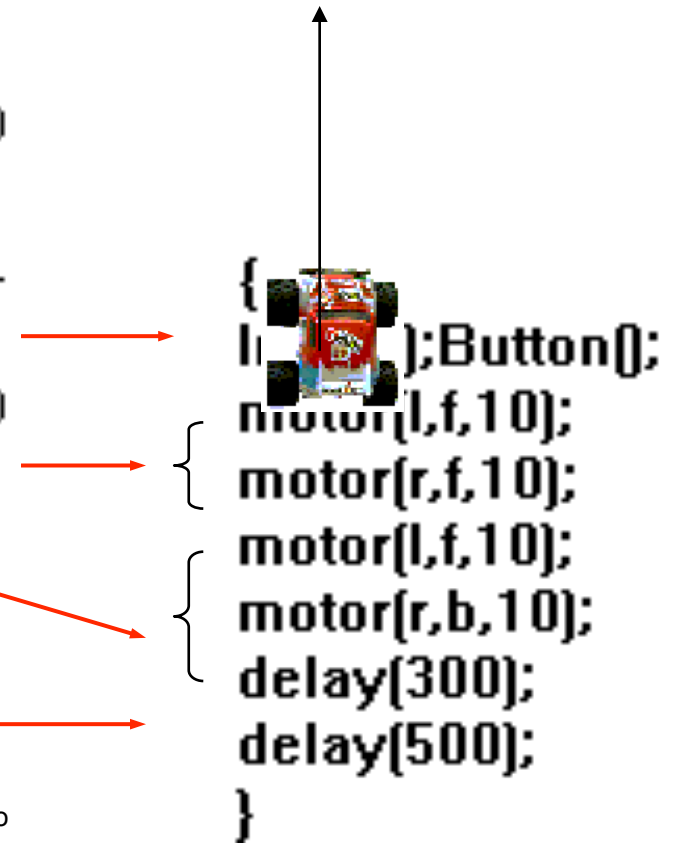 {
);Button();
motor(l,f,10);
motor(r,f,10);
motor(l,f,10);
motor(r,b,10);
delay(300);
delay(500);
}